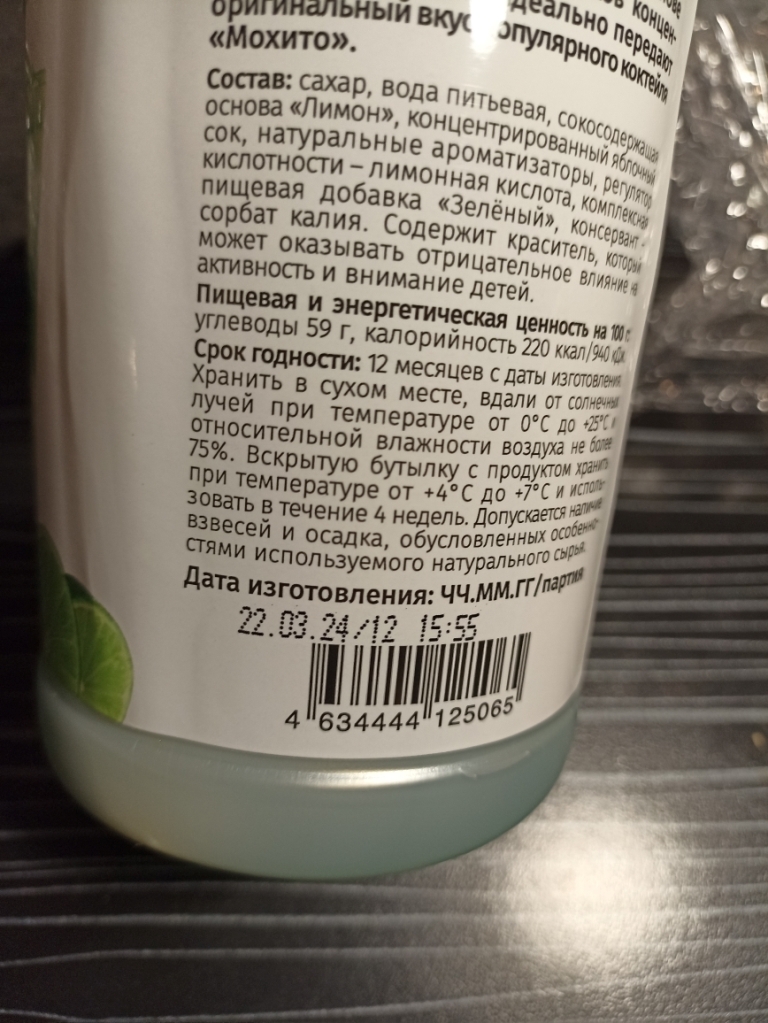 нове
ов концен-
оригинальный вкус популярного коктейля
идеально передают
«Мохито».
Состав: сахар, вода питьевая, сокосодержащая
основа «Лимон», концентрированный яблочный
сок, натуральные ароматизаторы, регулятор
кислотности – лимонная кислота, комплексная
пищевая добавка «Зелёный», консервант –
сорбат калия. Содержит краситель, который
может оказывать отрицательное влияние на
активность и внимание детей.
Пищевая и энергетическая ценность на 100 г:
углеводы 59 г, калорийность 220 ккал/940 кДж.
Срок годности: 12 месяцев с даты изготовления.
Хранить в сухом месте, вдали от солнечных
лучей при температуре от 0°С до +25°С и
относительной влажности воздуха не более
75%. Вскрытую бутылку с продуктом хранить
при температуре от +4°С до +7°С и исполь-
зовать в течение 4 недель. Допускается наличие
взвесей и осадка, обусловленных особенно-
стями используемого натурального сырья.
Дата изготовления: ЧЧ.ММ.ГГ/партия
22.03.24/12 15:55
4 634444 125065